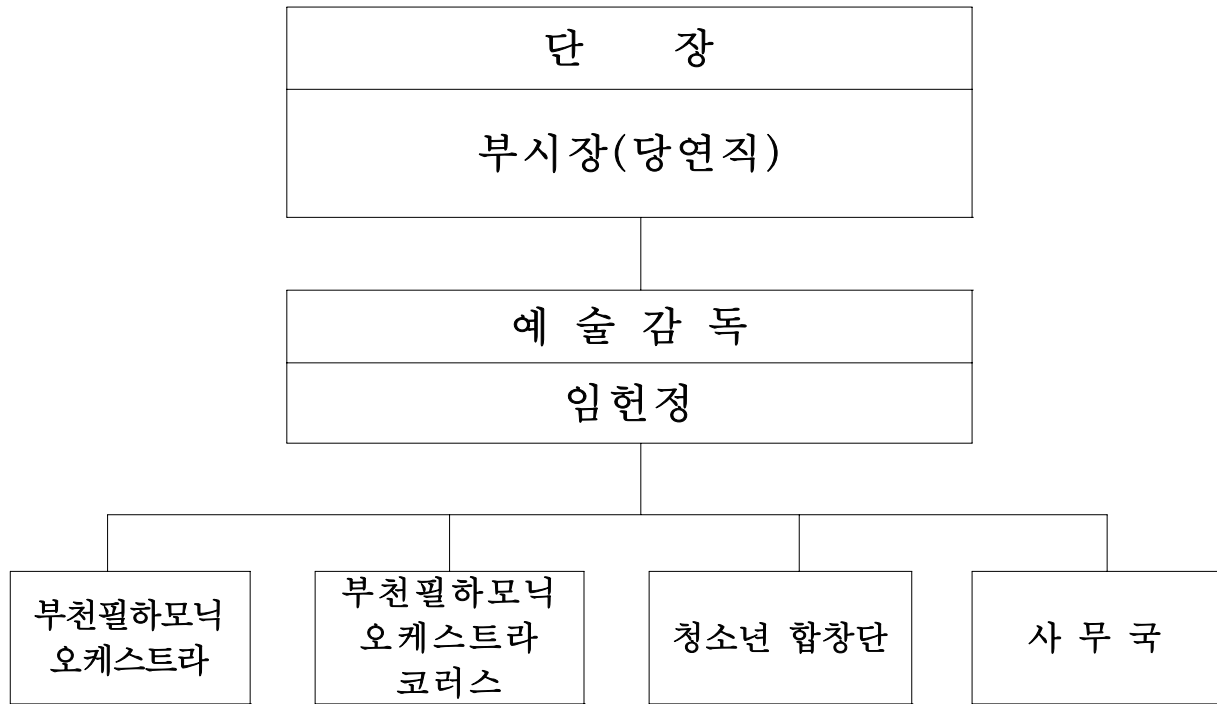 단 장
부시장(당연직)
예 술 감 독
임헌정
부천필하모닉
오케스트라
부천필하모닉
오케스트라
코러스
청소년 합창단
사 무 국